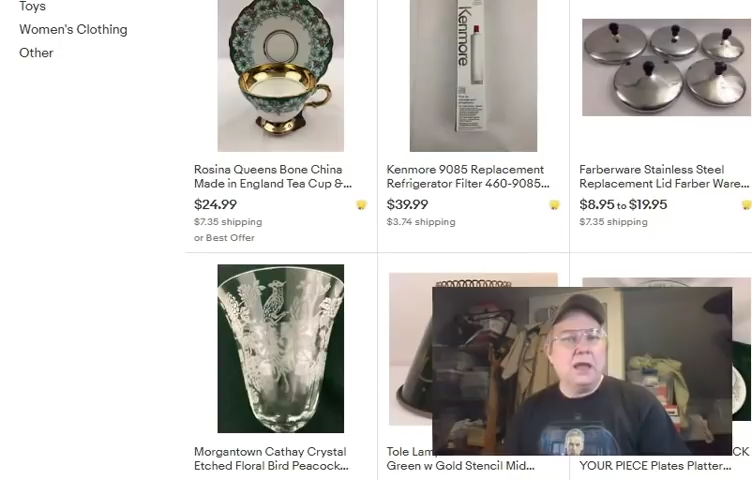 Toys
Women's Clothing
Other
Kenmore
Rosina Queens Bone China
Made in England Tea Cup &...
$24.99
$7.35 shipping
or Best Offer
Kenmore 9085 Replacement
Refrigerator Filter 460-9085...
$39.99
$3.74 shipping
Farberware Stainless Steel
Replacement Lid Farber Ware...
$8.95 to $19.95
$7.35 shipping
Morgantown Cathay Crystal
Etched Floral Bird Peacock...
Tole Lam
Green w Gold Stencil Mid...
CK
YOUR PIECE Plates Platter...